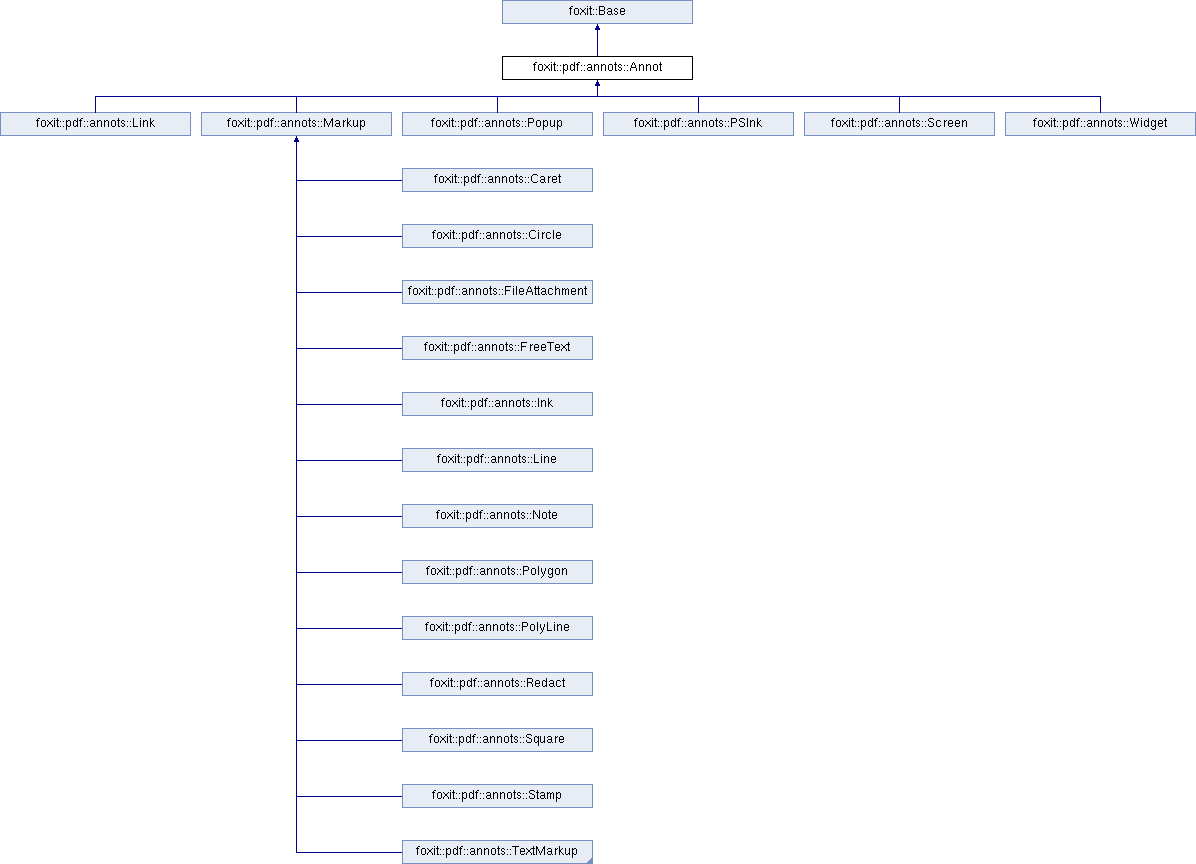 foxit::Base
foxit::pdf::annots::Annot
foxit::pdf::annots::Link
foxit::pdf::annots::Markup
foxit::pdf::annots::Popup
foxit::pdf::annots::PSInk
foxit::pdf::annots::Screen
foxit::pdf::annots::Widget
foxit::pdf::annots::Caret
foxit::pdf::annots::Circle
foxit::pdf::annots::FileAttachment
foxit::pdf::annots::FreeText
foxit::pdf::annots::Ink
foxit::pdf::annots::Line
foxit::pdf::annots::Note
foxit::pdf::annots::Polygon
foxit::pdf::annots::PolyLine
foxit::pdf::annots::Redact
foxit::pdf::annots::Square
foxit::pdf::annots::Stamp
foxit::pdf::annots::TextMarkup